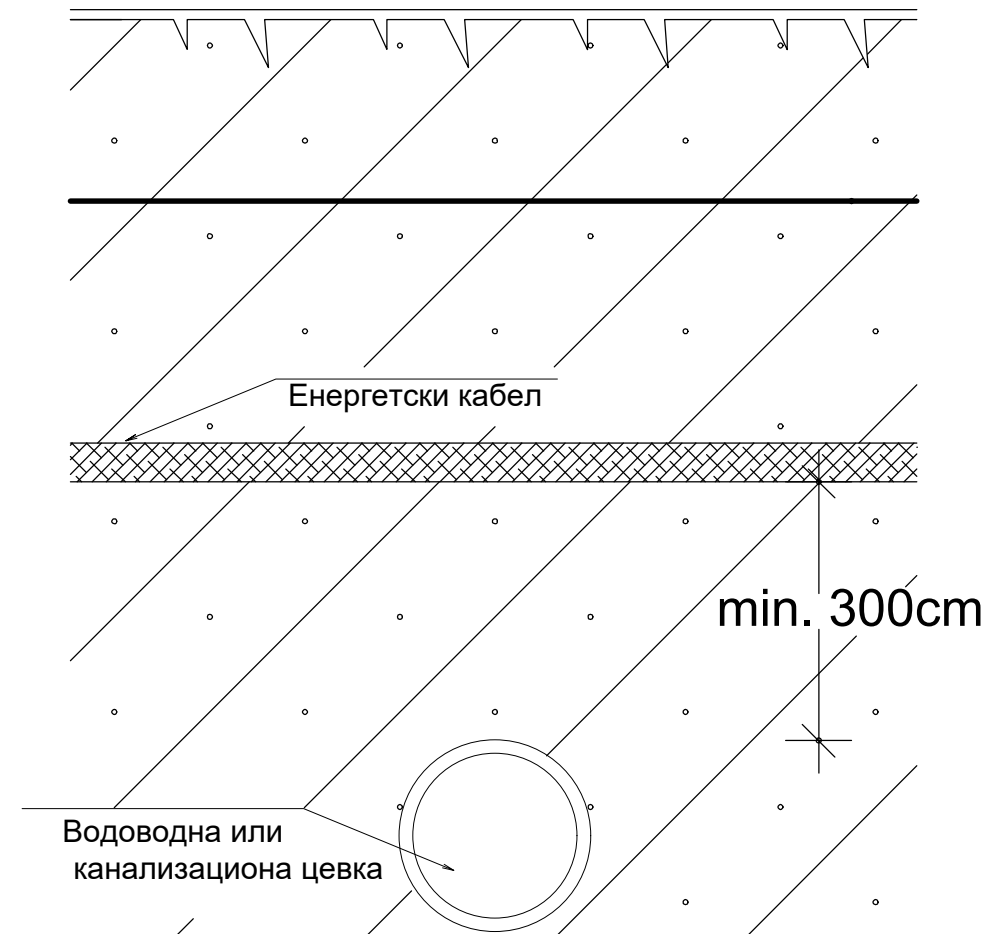 Енергетски кабел
min. 300cm
Водоводна или
канализациона цевка